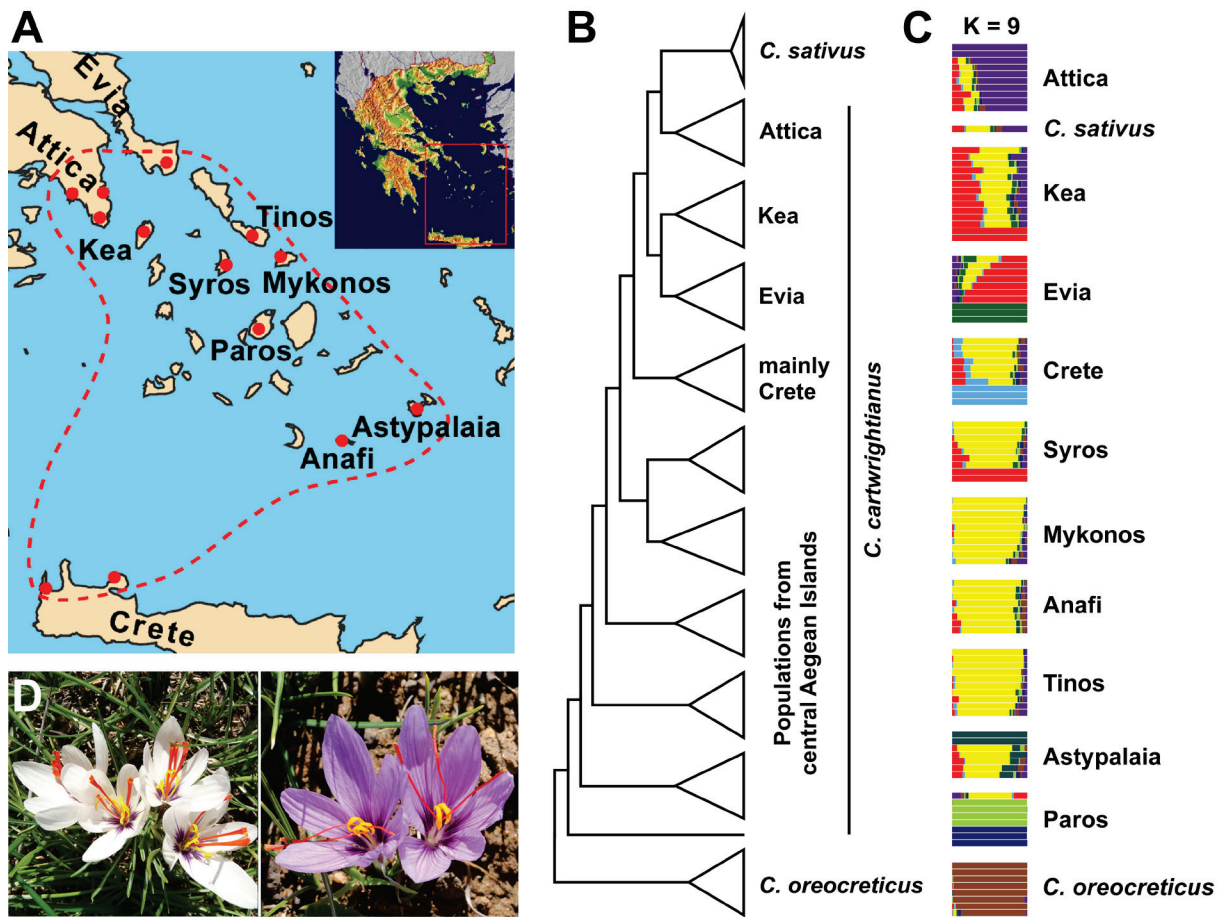 A
Evia
Attica
Tinos
Kea
Syros
Mykonos
Paros
Astypalaia
Anafi
Crete
B
C. sativus
Attica
Kea
Evia
mainly
Crete
Populations from
central Aegean Islands
C. cartwrightianus
C. oreocreticus
C
K = 9
Attica
C. sativus
Kea
Evia
Crete
Syros
Mykonos
Anafi
Tinos
Astypalaia
Paros
C. oreocreticus
D